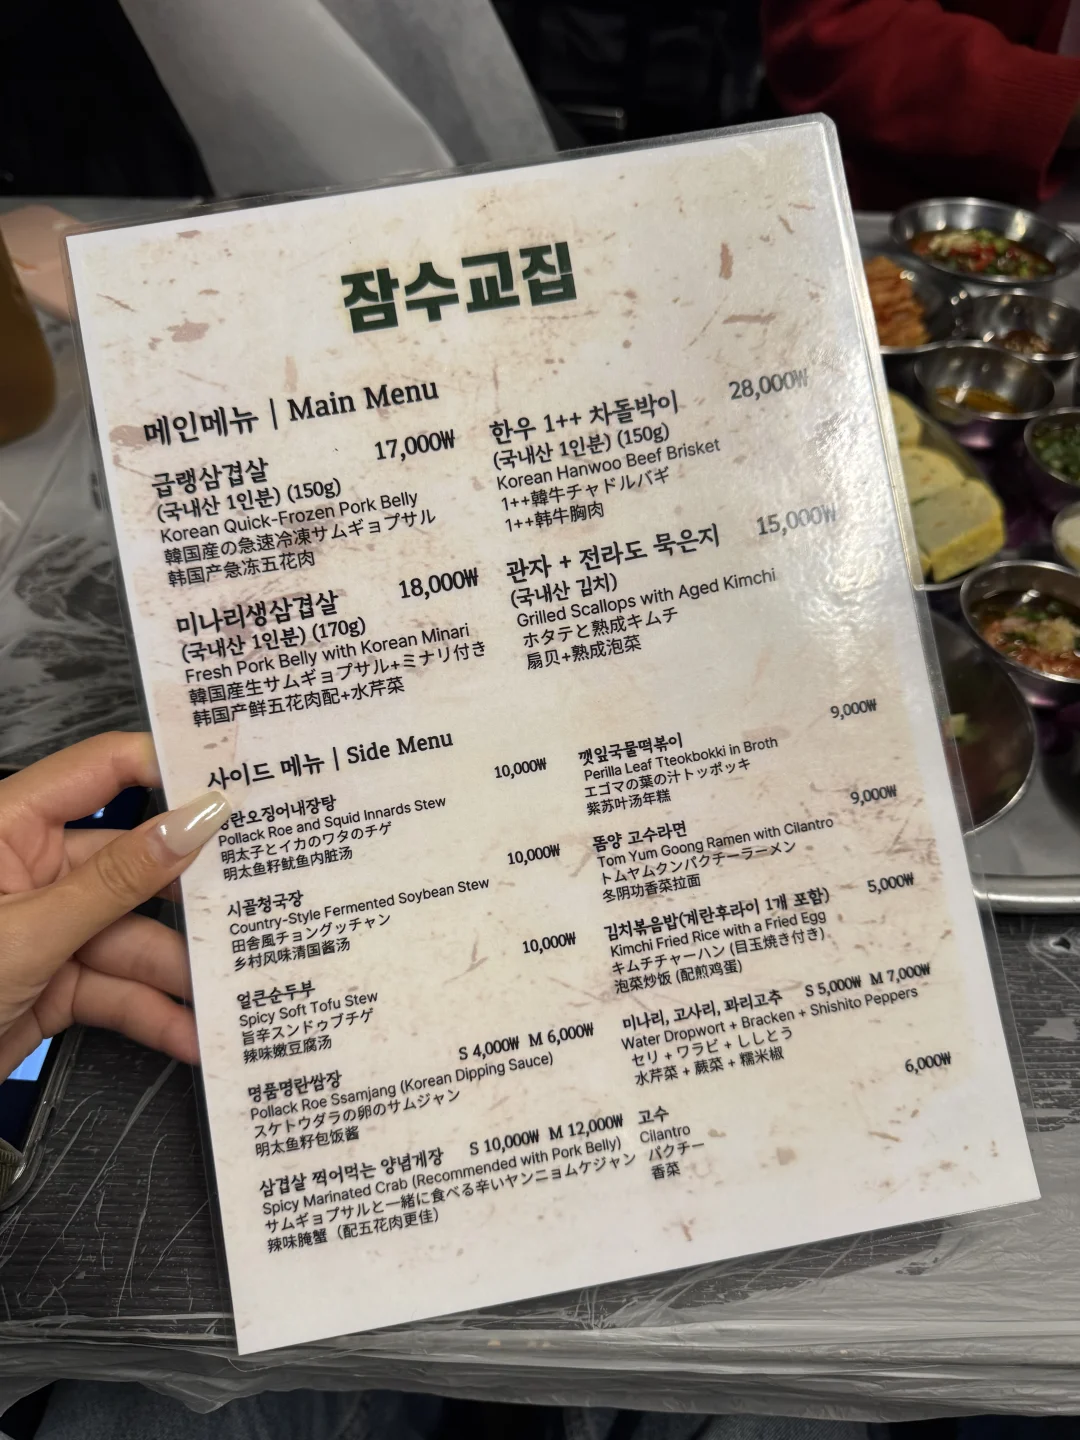 잠수교집
메인메뉴 | Main Menu
급랭삼겹살 17,000₩
(국내산 1인분) (150g)
Korean Quick-Frozen Pork Belly
韓国産の急速冷凍サムギョプサル
韩国产急冻五花肉
미나리생삼겹살 18,000₩
(국내산 1인분) (170g)
Fresh Pork Belly with Korean Minari
韓国産生サムギョプサル+ミナリ付き
韩国产鲜五花肉配+水芹菜
한우 1++ 차돌박이 28,000₩
(국내산 1인분) (150g)
Korean Hanwoo Beef Brisket
1++韓牛チャドルバギ
1++韩牛胸肉
관자 + 전라도 묵은지 15,000₩
(국내산 김치)
Grilled Scallops with Aged Kimchi
ホタテと熟成キムチ
扇贝+熟成泡菜
사이드 메뉴 | Side Menu
란오징어내장탕 10,000₩
Pollack Roe and Squid Innards Stew
明太子とイカのワタのチゲ
明太鱼籽鱿鱼内脏汤
시골청국장 10,000₩
Country-Style Fermented Soybean Stew
田舎風チョングッチャン
乡村风味清国酱汤
얼큰순두부 10,000₩
Spicy Soft Tofu Stew
旨辛スンドゥブチゲ
辣味嫩豆腐汤
명품명란쌈장 S 4,000₩ M 6,000₩
Pollack Roe Ssamjang (Korean Dipping Sauce)
スケトウダラの卵のサムジャン
明太鱼籽包饭酱
삼겹살 찍어먹는 양념게장 S 10,000₩ M 12,000₩
Spicy Marinated Crab (Recommended with Pork Belly)
サムギョプサルと一緒に食べる辛いヤンニョムケジャン
辣味腌蟹（配五花肉更佳）
깻잎국물떡볶이 9,000₩
Perilla Leaf Tteokbokki in Broth
エゴマの葉の汁トッポッキ
紫苏叶汤年糕
똠양 고수라면 9,000₩
Tom Yum Goong Ramen with Cilantro
トムヤムクンパクチーラーメン
冬阴功香菜拉面
김치볶음밥(계란후라이 1개 포함) 5,000₩
Kimchi Fried Rice with a Fried Egg
キムチチャーハン (目玉焼き付き)
泡菜炒饭 (配煎鸡蛋)
미나리, 고사리, 꽈리고추 S 5,000₩ M 7,000₩
Water Dropwort + Bracken + Shishito Peppers
セリ + ワラビ + ししとう
水芹菜 + 蕨菜 + 糯米椒
고수 6,000₩
Cilantro
パクチー
香菜